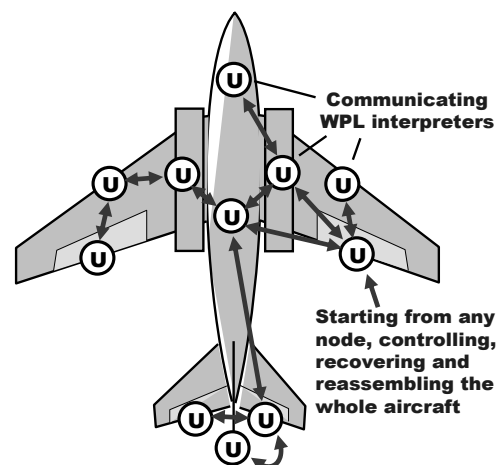 U
Communicating
WPL interpreters
U U U U
U
U U
Starting from any
node, controlling,
recovering and
reassembling the
whole aircraft
U U
U